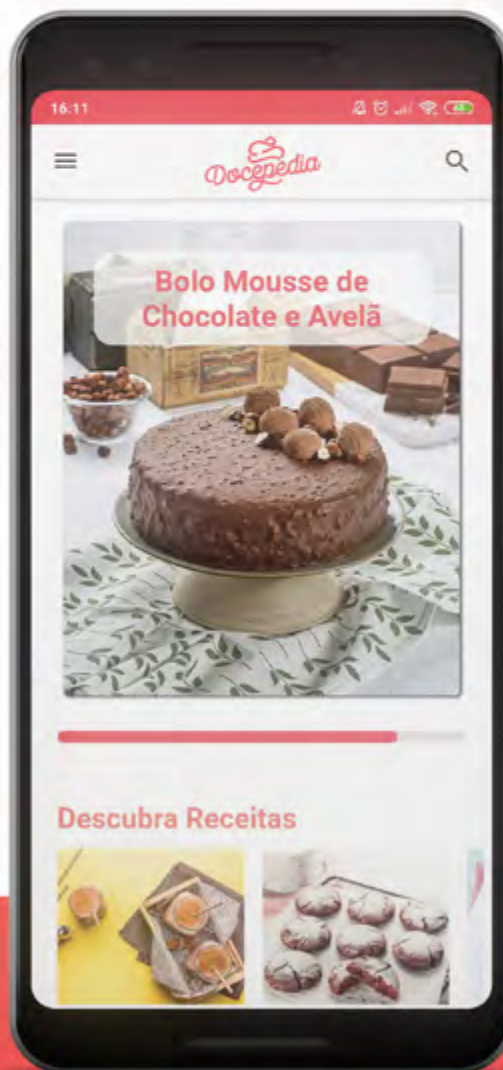 16:11
Docepedia
Bolo Mousse de
Chocolate e Avelã
Descubra Receitas